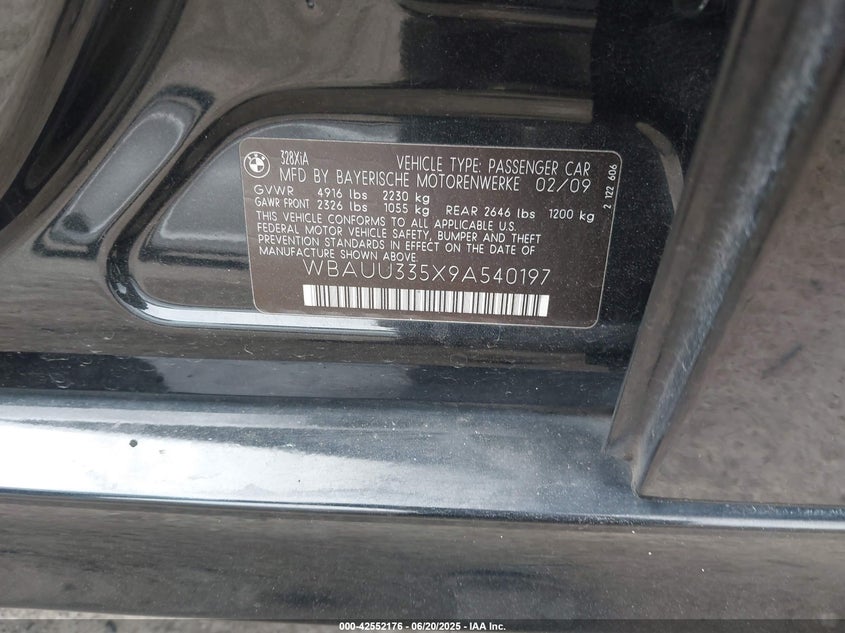 BMW
328XiA VEHICLE TYPE: PASSENGER CAR
MFD BY BAYERISCHE MOTORENWERKE 02/09
GVWR 4916 lbs 2230 kg
GAWR FRONT 2326 lbs 1055 kg REAR 2646 lbs 1200 kg
THIS VEHICLE CONFORMS TO ALL APPLICABLE U.S.
FEDERAL MOTOR VEHICLE SAFETY, BUMPER AND THEFT
PREVENTION STANDARDS IN EFFECT ON THE DATE OF
MANUFACTURE SHOWN ABOVE.
WBAUU335X9A540197
2 122 606
000-42552176 / 06/20/2025 / IAA Inc.